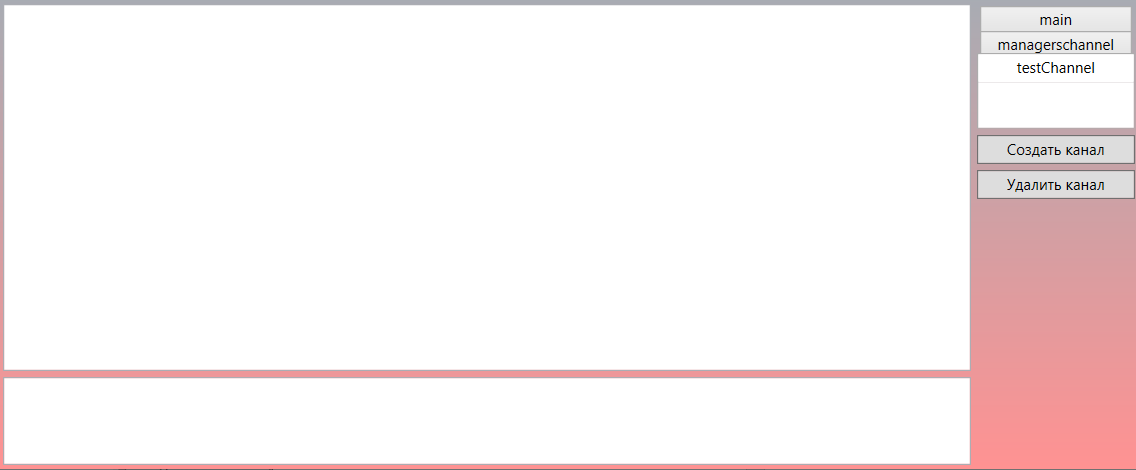 main
managerschannel
testChannel
Создать канал
Удалить канал